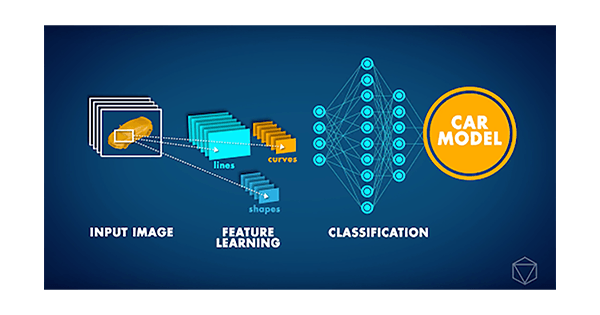 CAR
MODEL
lines
curves
shapes
INPUT IMAGE
FEATURE
LEARNING
CLASSIFICATION